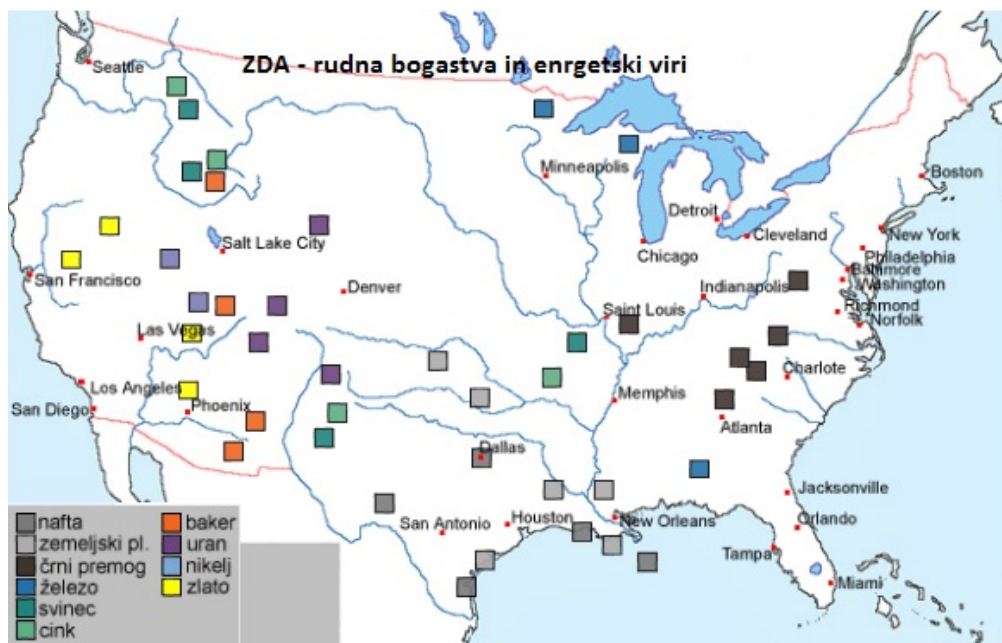 ZDA - rudna bogastva in enrgetski viri
Seattle
Minneapolis
Boston
Detroit
Salt Lake City
Cleveland
New York
Chicago
Philadelphia
San Francisco
Baltimore
Denver
Indianapolis
Washington
Saint Louis
Richmond
Norfolk
Las Vegas
Charlote
Los Angeles
Memphis
San Diego
Phoenix
Atlanta
Dallas
Jacksonville
San Antonio
Houston
New Orleans
Orlando
Tampa
Miami
nafta
zemeljski pl.
črni premog
železo
svinec
cink
baker
uran
nikelj
zlato